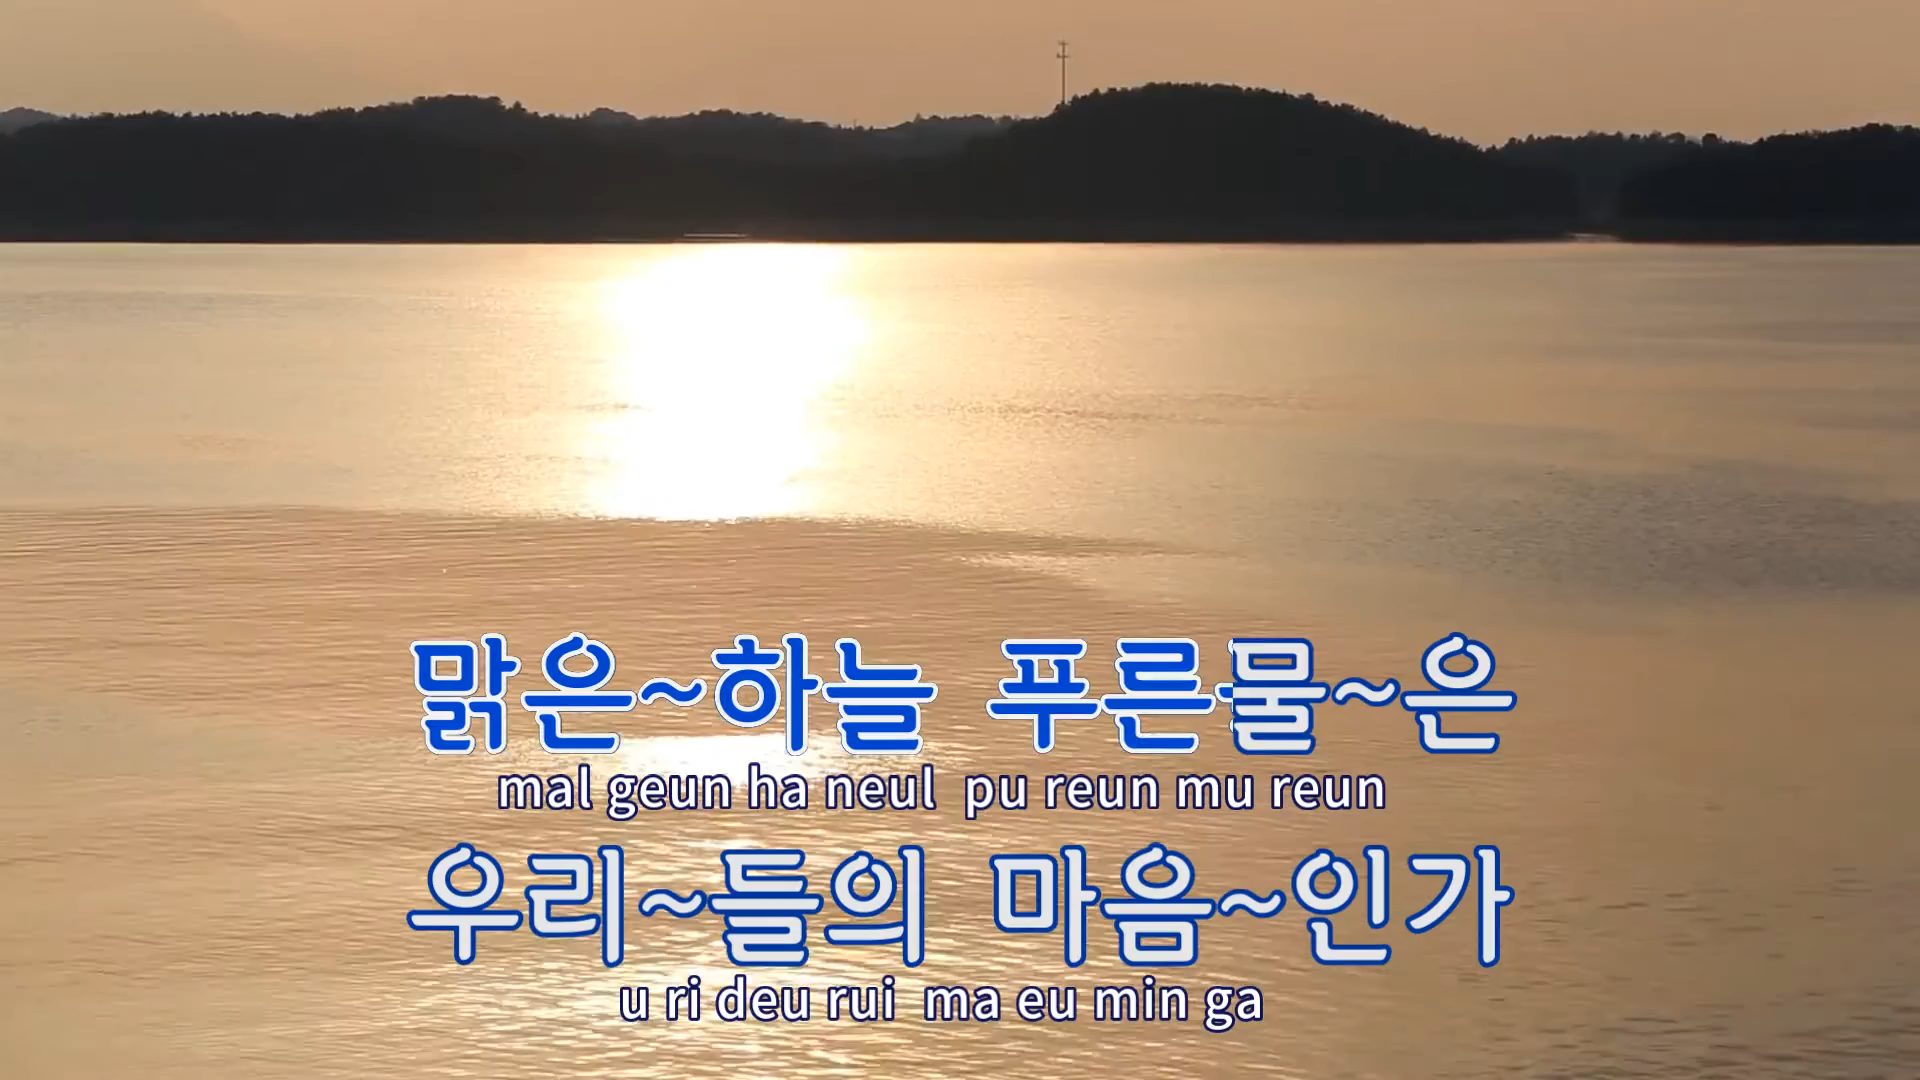 맑은~하늘 푸른물~은
mal geun ha neul pu reun mu reun
우리~들의 마음~인가
u ri deu rui ma eu min ga